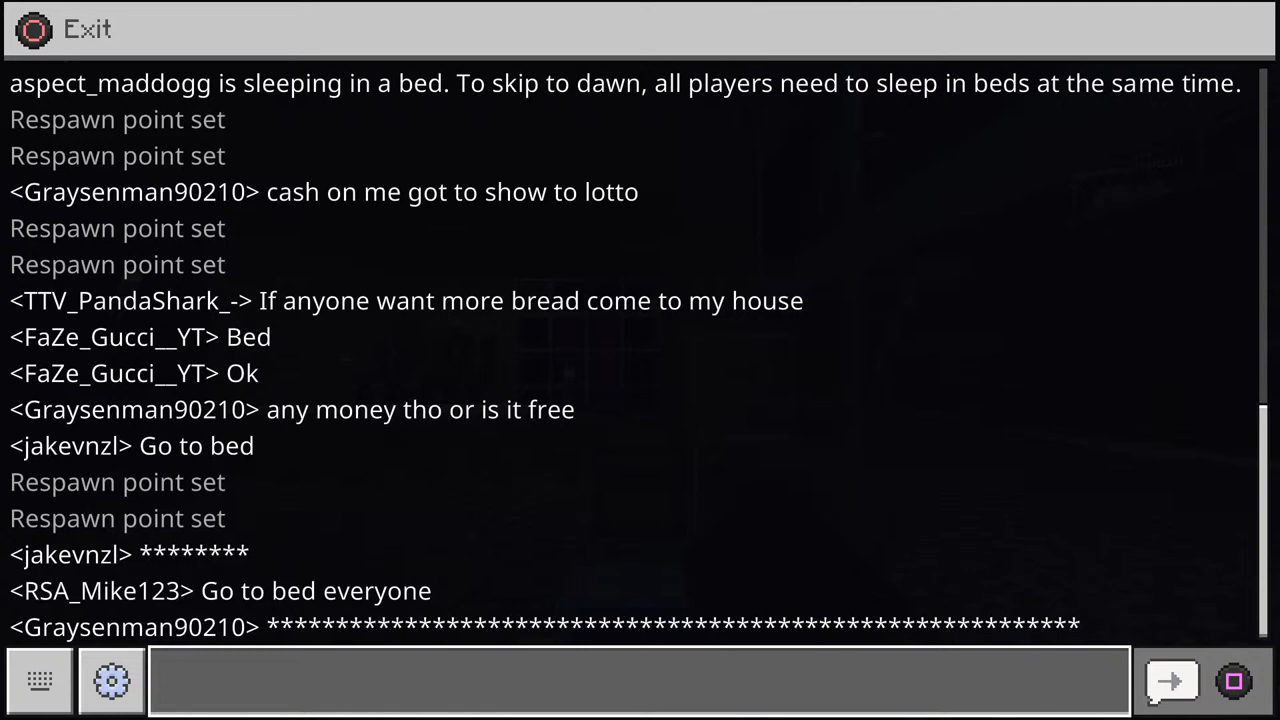 Exit
aspect_maddogg is sleeping in a bed. To skip to dawn, all players need to sleep in beds at the same time.
Respawn point set
Respawn point set
<Graysenman90210> cash on me got to show to lotto
Respawn point set
Respawn point set
<TTV_PandaShark_-> If anyone want more bread come to my house
<FaZe_Gucci__YT> Bed
<FaZe_Gucci__YT> Ok
<Graysenman90210> any money tho or is it free
<jakevnzl> Go to bed
Respawn point set
Respawn point set
<jakevnzl> ********
<RSA_Mike123> Go to bed everyone
<Graysenman90210> ***********************************************************